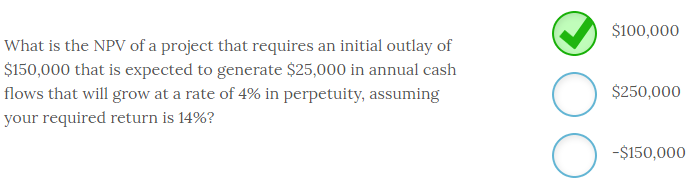 What is the NPV of a project that requires an initial outlay of
$150,000 that is expected to generate $25,000 in annual cash
flows that will grow at a rate of 4% in perpetuity, assuming
your required return is 14%?
$100,000
$250,000
-$150,000